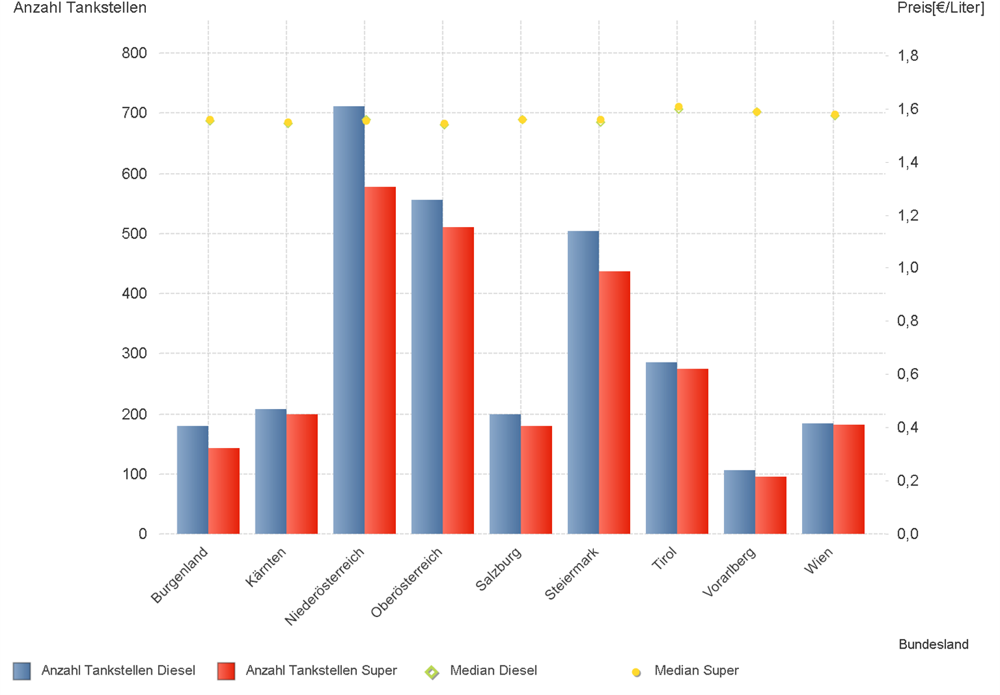 Anzahl Tankstellen
Preis[€/Liter]
800
700
600
500
400
300
200
100
0
1,8
1,6
1,4
1,2
1,0
0,8
0,6
0,4
0,2
0,0
Burgenland
Kärnten
Niederösterreich
Oberösterreich
Salzburg
Steiermark
Tirol
Vorarlberg
Wien
Bundesland
Anzahl Tankstellen Diesel
Anzahl Tankstellen Super
Median Diesel
Median Super